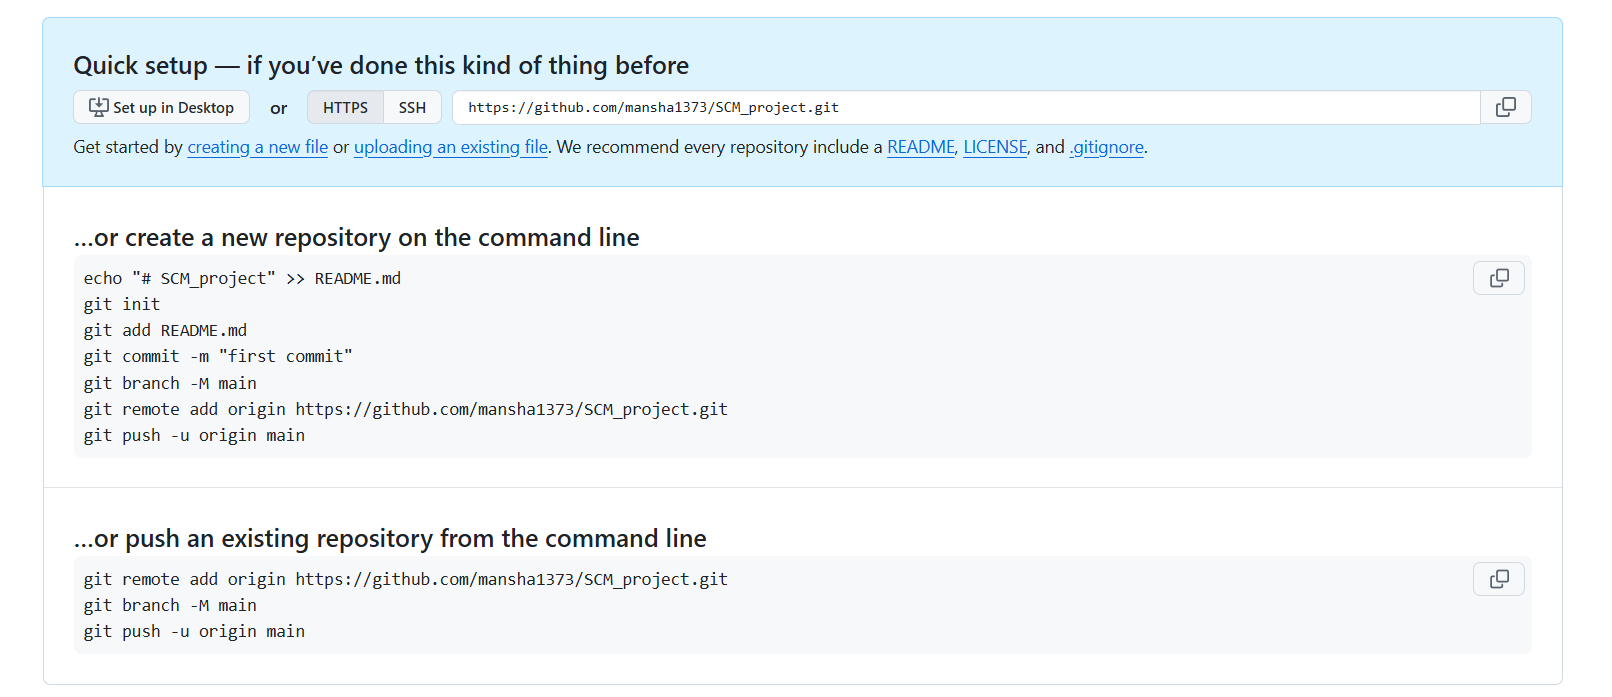 Quick setup — if you’ve done this kind of thing before
Set up in Desktop or HTTPS SSH https://github.com/mansha1373/SCM_project.git
Get started by creating a new file or uploading an existing file. We recommend every repository include a README, LICENSE, and .gitignore.
…or create a new repository on the command line
echo "# SCM_project" >> README.md
git init
git add README.md
git commit -m "first commit"
git branch -M main
git remote add origin https://github.com/mansha1373/SCM_project.git
git push -u origin main
…or push an existing repository from the command line
git remote add origin https://github.com/mansha1373/SCM_project.git
git branch -M main
git push -u origin main